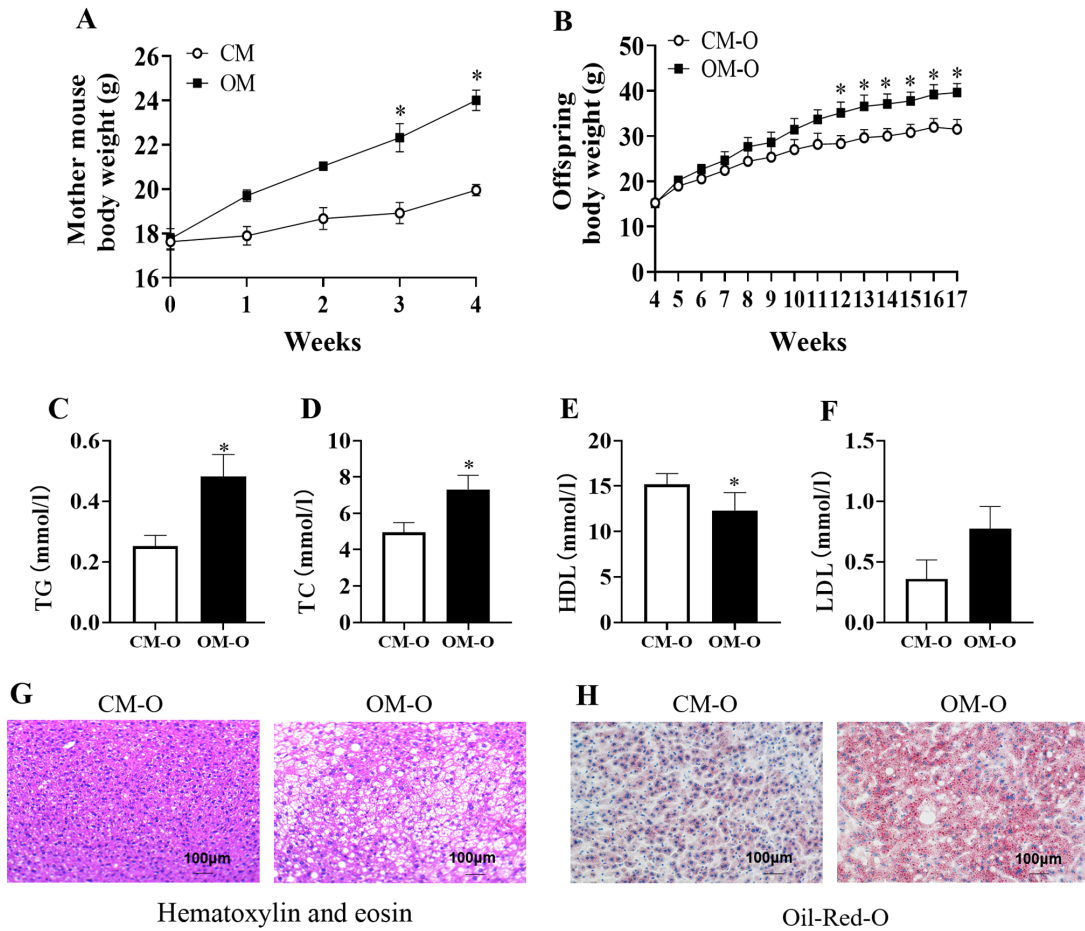 A
Mother mouse
body weight (g)
26
24
22
20
18
16
CM
OM
*
*
0
1
2
3
4
Weeks
B
Offspring
body weight (g)
50
40
30
20
10
0
CM-O
OM-O
* * * * * *
4 5 6 7 8 9 10 11 12 13 14 15 16 17
Weeks
C
TG (mmol/l)
0.6
0.4
0.2
0.0
*
CM-O OM-O
D
TC (mmol/l)
10
8
6
4
2
0
*
CM-O OM-O
E
HDL (mmol/l)
20
15
10
5
0
*
CM-O OM-O
F
LDL (mmol/l)
1.5
1.0
0.5
0.0
CM-O OM-O
G
CM-O
OM-O
100µm
100µm
Hematoxylin and eosin
H
CM-O
OM-O
100µm
100µm
Oil-Red-O